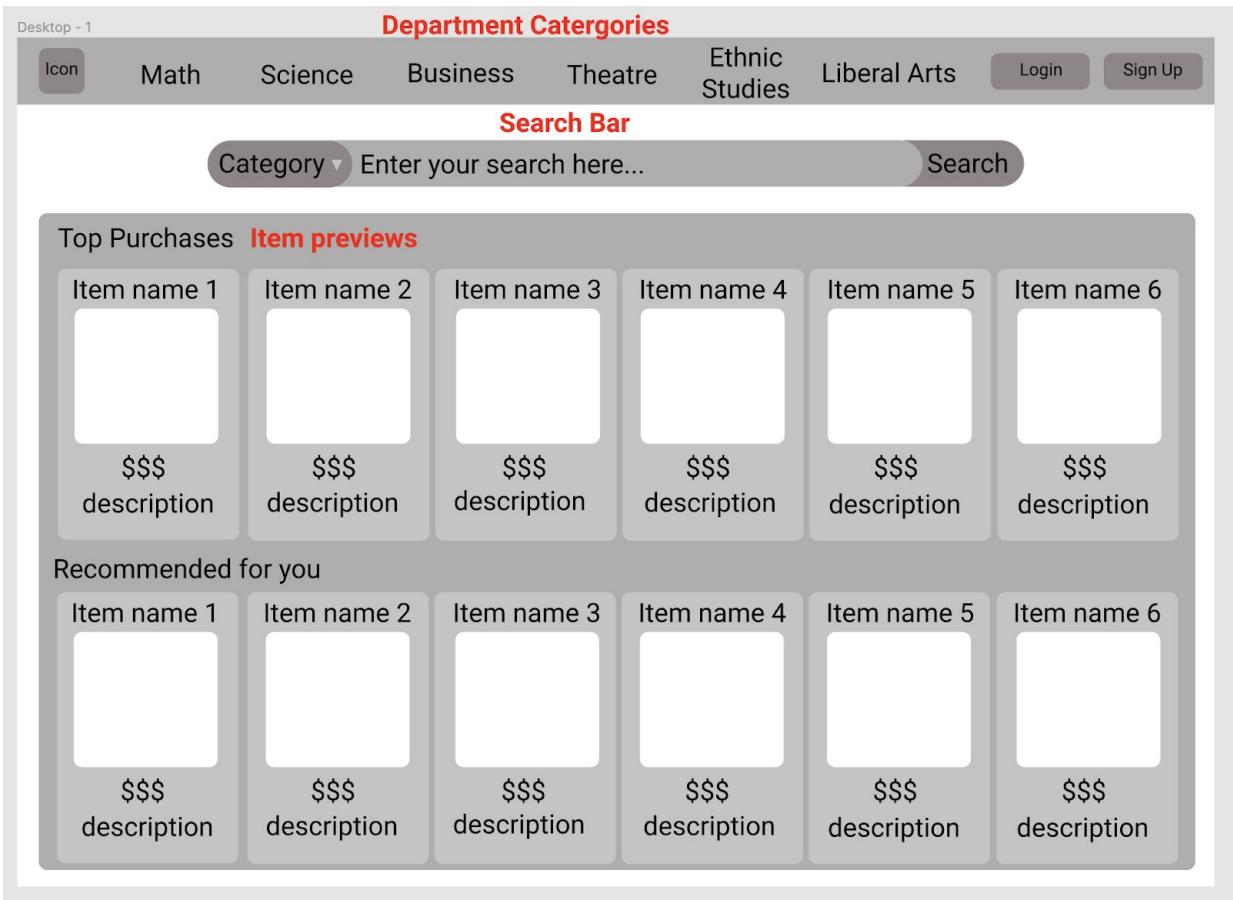 Desktop - 1
Department Catergories
Icon
Math
Science
Business
Theatre
Ethnic
Studies
Liberal Arts
Login
Sign Up
Search Bar
Category ▾
Enter your search here...
Search
Top Purchases
Item previews
Item name 1
Item name 2
Item name 3
Item name 4
Item name 5
Item name 6
$$$
$$$
$$$
$$$
$$$
$$$
description
description
description
description
description
description
Recommended for you
Item name 1
Item name 2
Item name 3
Item name 4
Item name 5
Item name 6
$$$
$$$
$$$
$$$
$$$
$$$
description
description
description
description
description
description